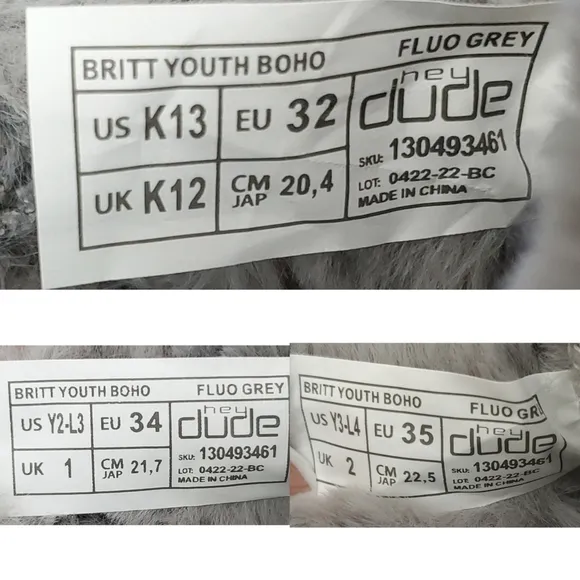 BRITT YOUTH BOHO FLUO GREY
US K13 EU 32 hey dude
UK K12 CM JAP 20,4
SKU: 130493461
LOT: 0422-22-BC
MADE IN CHINA
BRITT YOUTH BOHO FLUO GREY
US Y2-L3 EU 34 hey dude
UK 1 CM JAP 21,7
SKU: 130493461
LOT: 0422-22-BC
MADE IN CHINA
BRITT YOUTH BOHO FLUO GR
US Y3-L4 EU 35 hey dude
UK 2 CM JAP 22,5
SKU: 130493461
LOT: 0422-22-BC
MADE IN CHINA